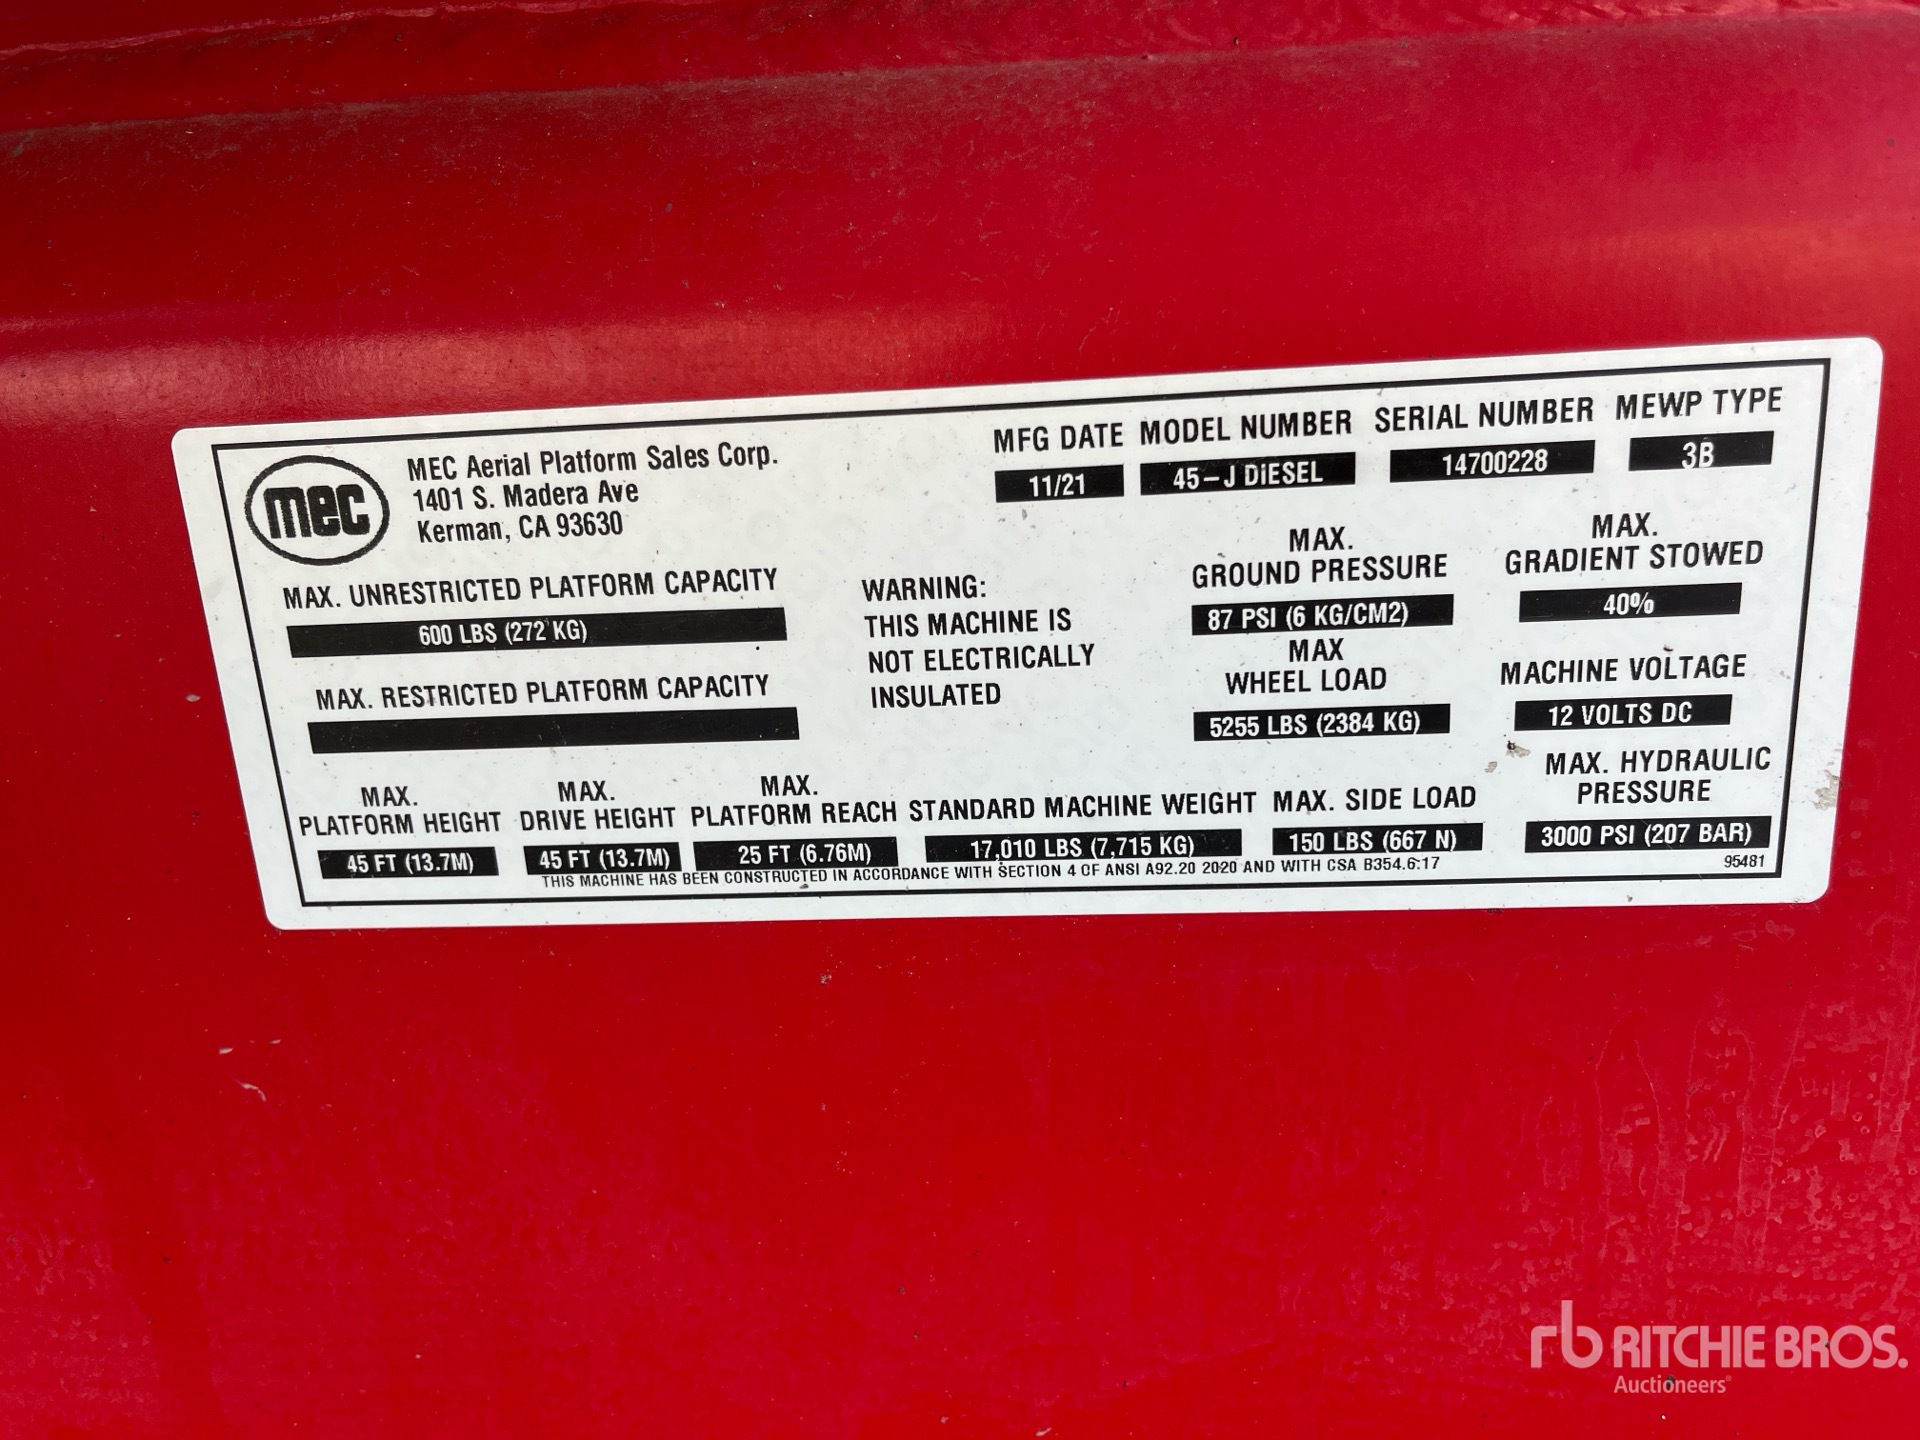 mec
MEC Aerial Platform Sales Corp.
1401 S. Madera Ave
Kerman, CA 93630
MFG DATE
11/21
MODEL NUMBER
45-J DIESEL
SERIAL NUMBER
14700228
MEWP TYPE
3B
MAX. UNRESTRICTED PLATFORM CAPACITY
600 LBS (272 KG)
MAX. RESTRICTED PLATFORM CAPACITY
WARNING:
THIS MACHINE IS
NOT ELECTRICALLY
INSULATED
MAX.
GROUND PRESSURE
87 PSI (6 KG/CM2)
MAX
WHEEL LOAD
5255 LBS (2384 KG)
MAX.
GRADIENT STOWED
40%
MACHINE VOLTAGE
12 VOLTS DC
MAX.
PLATFORM HEIGHT
45 FT (13.7M)
MAX.
DRIVE HEIGHT
45 FT (13.7M)
MAX.
PLATFORM REACH
25 FT (6.76M)
STANDARD MACHINE WEIGHT
17,010 LBS (7,715 KG)
MAX. SIDE LOAD
150 LBS (667 N)
MAX. HYDRAULIC
PRESSURE
3000 PSI (207 BAR)
THIS MACHINE HAS BEEN CONSTRUCTED IN ACCORDANCE WITH SECTION 4 OF ANSI A92.20 2020 AND WITH CSA B354.6:17
95481
rb RITCHIE BROS.
Auctioneers